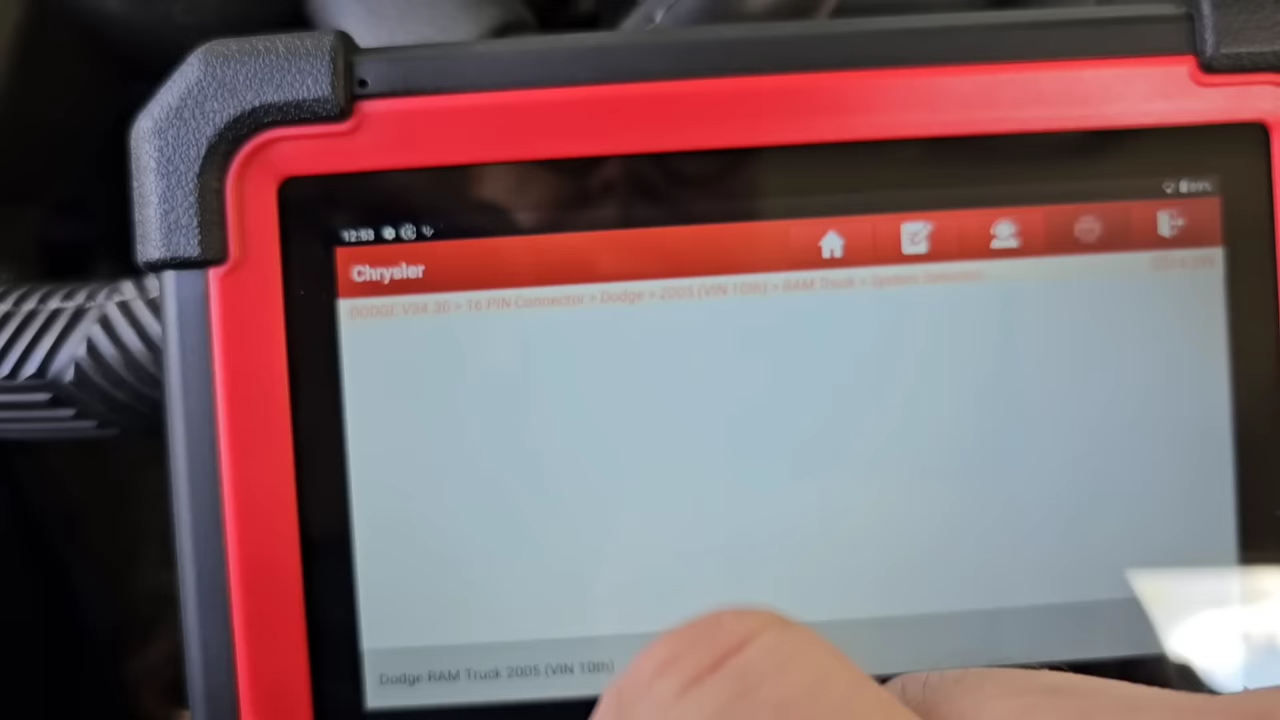 12:53
Chrysler
DODGE V34.30 > 16 PIN Connector > Dodge > 2005 (VIN 10th) > RAM Truck > System Selection
Dodge RAM Truck 2005 (VIN 10th)